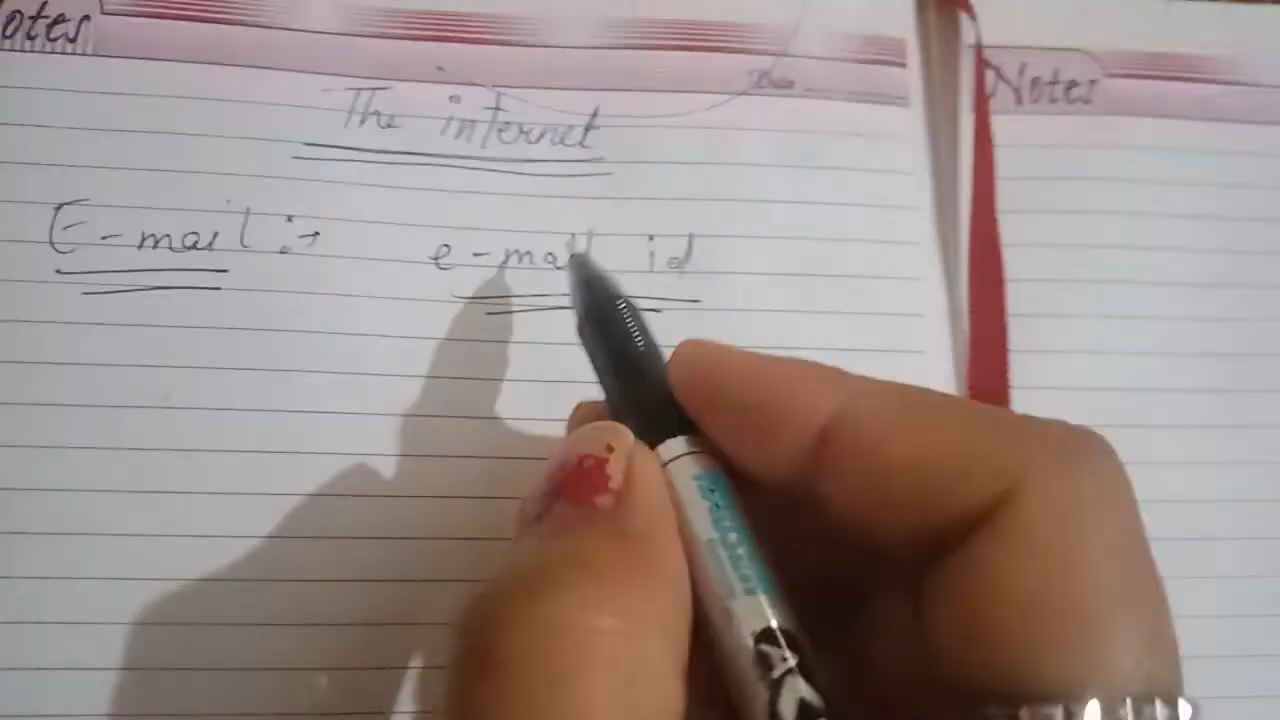 Notes
The internet
E-mail :→ e-mail id
Notes